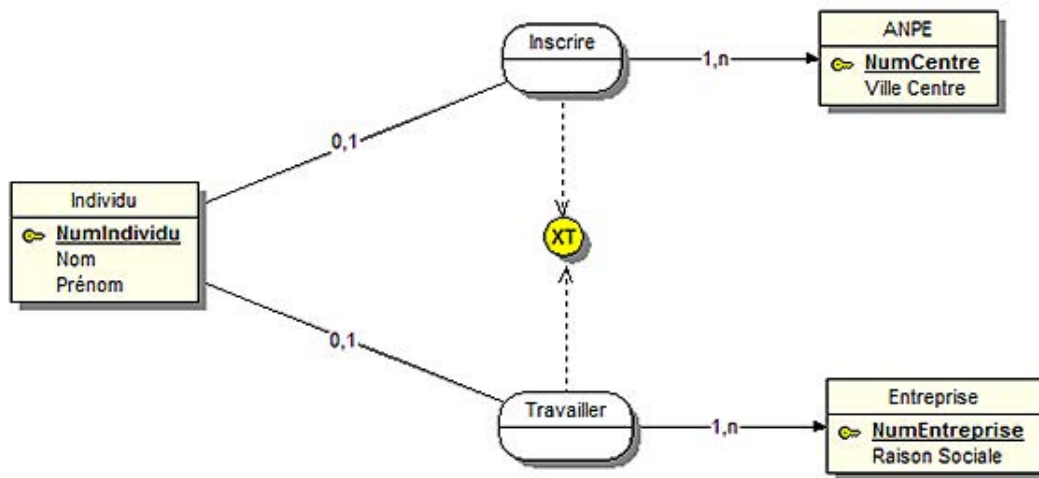 Inscrire
1,n
ANPE
NumCentre
Ville Centre
0,1
Individu
NumIndividu
Nom
Prénom
XT
0,1
Travailler
1,n
Entreprise
NumEntreprise
Raison Sociale